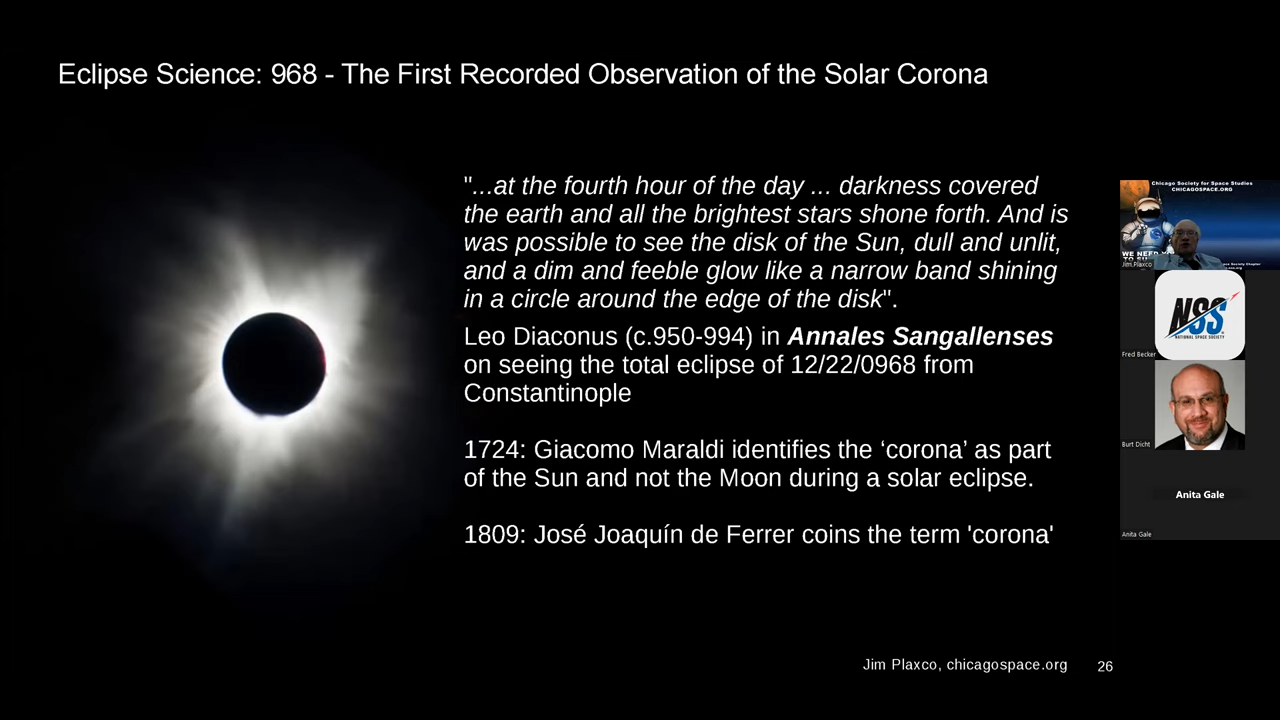 Eclipse Science: 968 - The First Recorded Observation of the Solar Corona
"...at the fourth hour of the day ... darkness covered
the earth and all the brightest stars shone forth. And is
was possible to see the disk of the Sun, dull and unlit,
and a dim and feeble glow like a narrow band shining
in a circle around the edge of the disk".
Leo Diaconus (c.950-994) in Annales Sangallenses
on seeing the total eclipse of 12/22/0968 from
Constantinople
1724: Giacomo Maraldi identifies the ‘corona’ as part
of the Sun and not the Moon during a solar eclipse.
1809: José Joaquín de Ferrer coins the term 'corona'
Jim Plaxco, chicagospace.org 26
Chicago Society for Space Studies
CHICAGOSPACE.ORG
WE NEED
Jim Plaxco
NSS
NATIONAL SPACE SOCIETY
Fred Becker
Burt Dicht
Anita Gale
Anita Gale